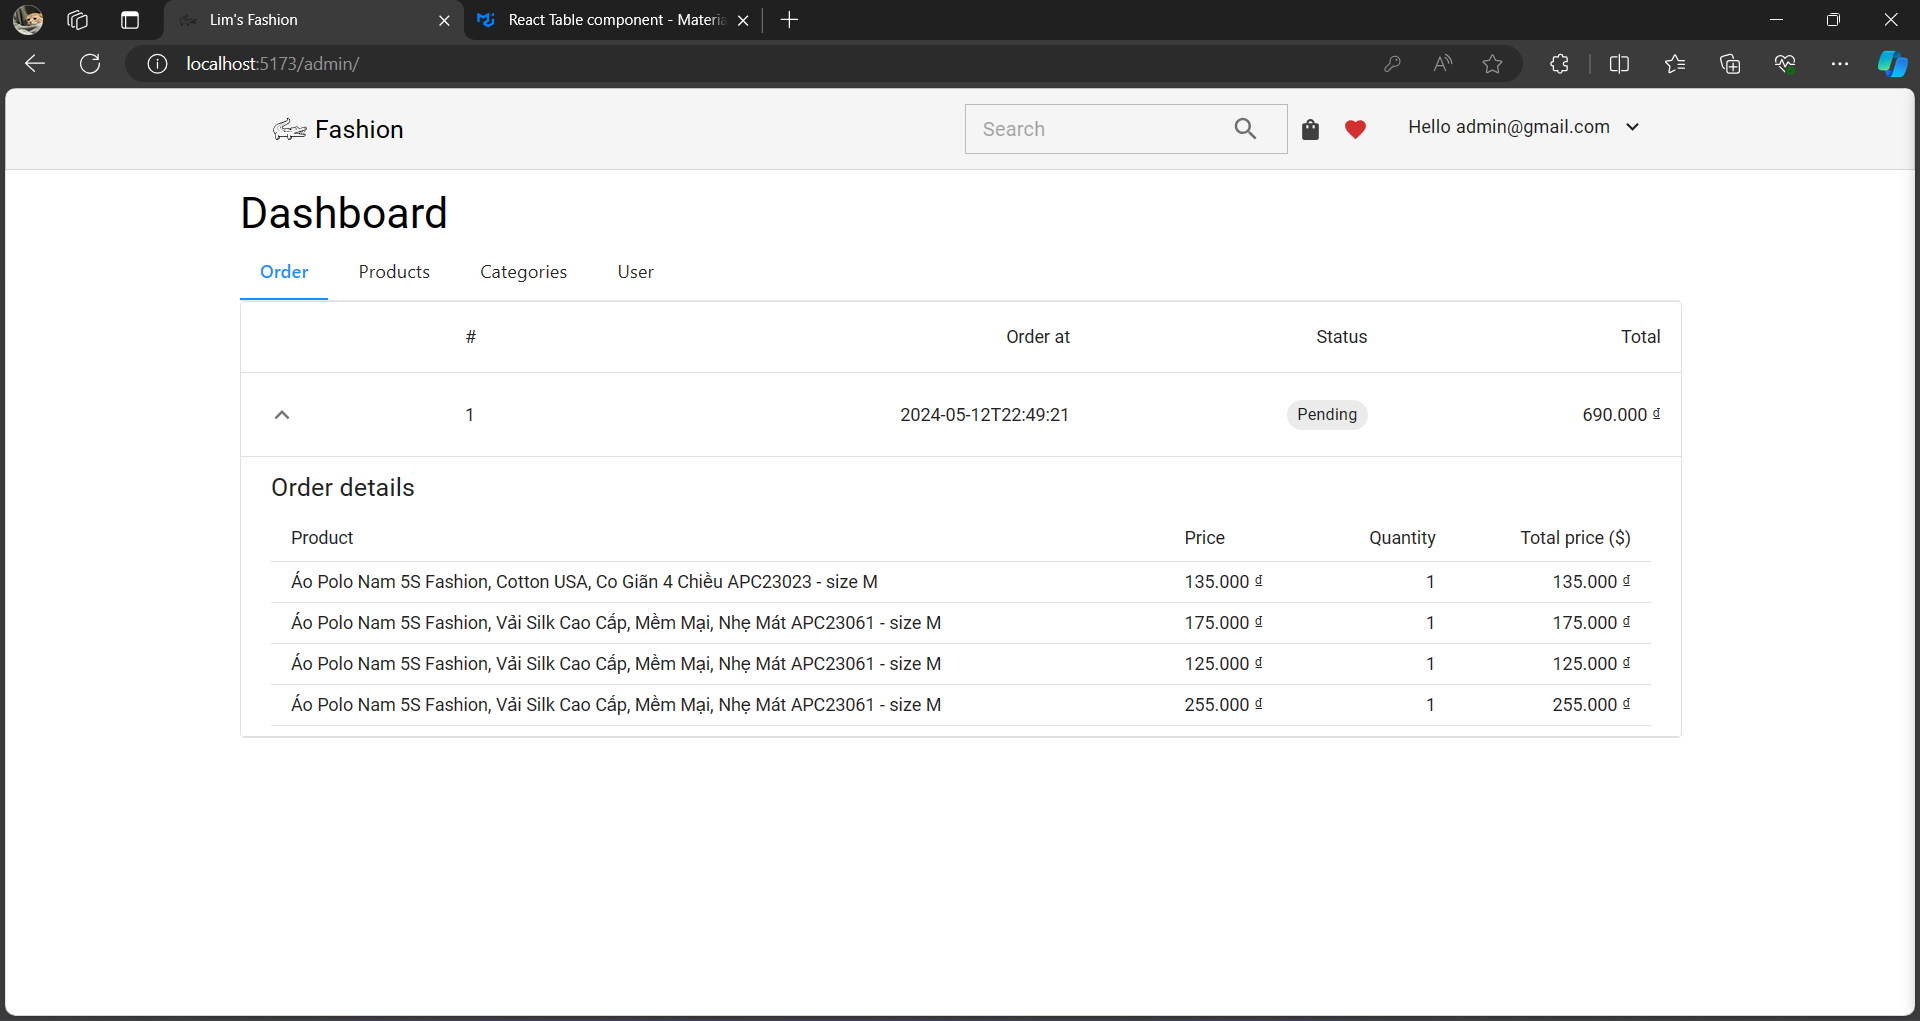 Lim's Fashion
React Table component - Materia
localhost:5173/admin/
Fashion
Search
Hello admin@gmail.com
Dashboard
Order Products Categories User
# Order at Status Total
1 2024-05-12T22:49:21 Pending 690.000 ₫
Order details
Product Price Quantity Total price ($)
Áo Polo Nam 5S Fashion, Cotton USA, Co Giãn 4 Chiều APC23023 - size M 135.000 ₫ 1 135.000 ₫
Áo Polo Nam 5S Fashion, Vải Silk Cao Cấp, Mềm Mại, Nhẹ Mát APC23061 - size M 175.000 ₫ 1 175.000 ₫
Áo Polo Nam 5S Fashion, Vải Silk Cao Cấp, Mềm Mại, Nhẹ Mát APC23061 - size M 125.000 ₫ 1 125.000 ₫
Áo Polo Nam 5S Fashion, Vải Silk Cao Cấp, Mềm Mại, Nhẹ Mát APC23061 - size M 255.000 ₫ 1 255.000 ₫